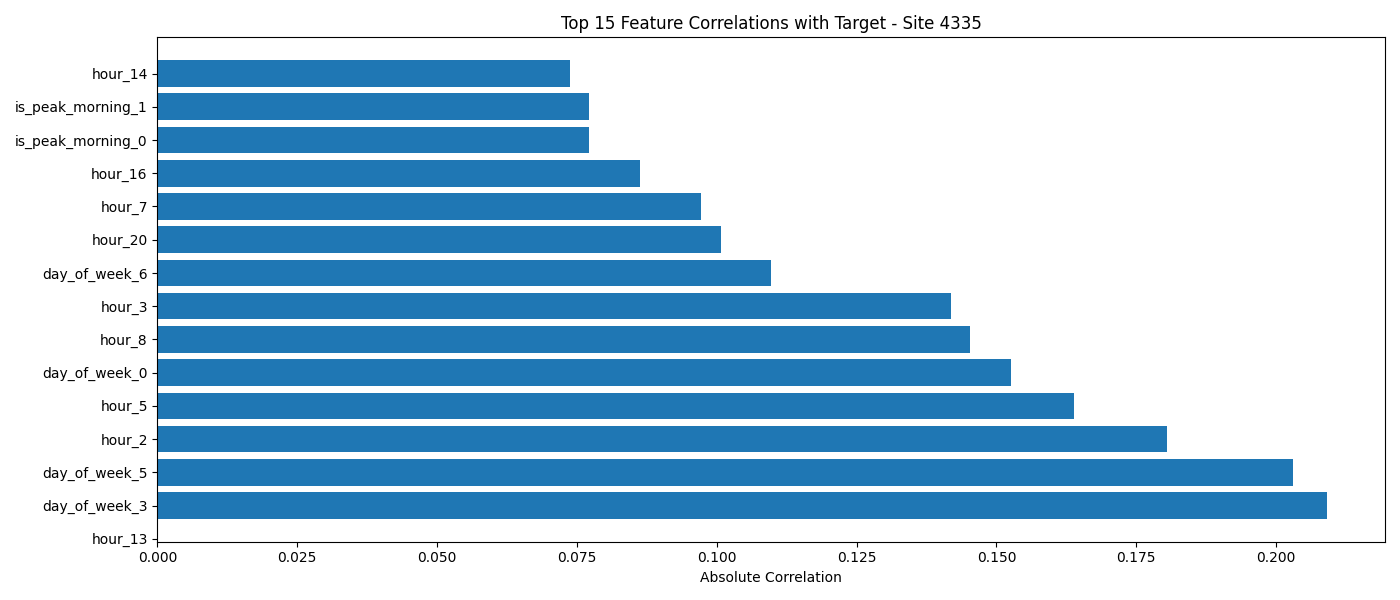 Top 15 Feature Correlations with Target - Site 4335
hour_14
is_peak_morning_1
is_peak_morning_0
hour_16
hour_7
hour_20
day_of_week_6
hour_3
hour_8
day_of_week_0
hour_5
hour_2
day_of_week_5
day_of_week_3
hour_13
0.000 0.025 0.050 0.075 0.100 0.125 0.150 0.175 0.200
Absolute Correlation